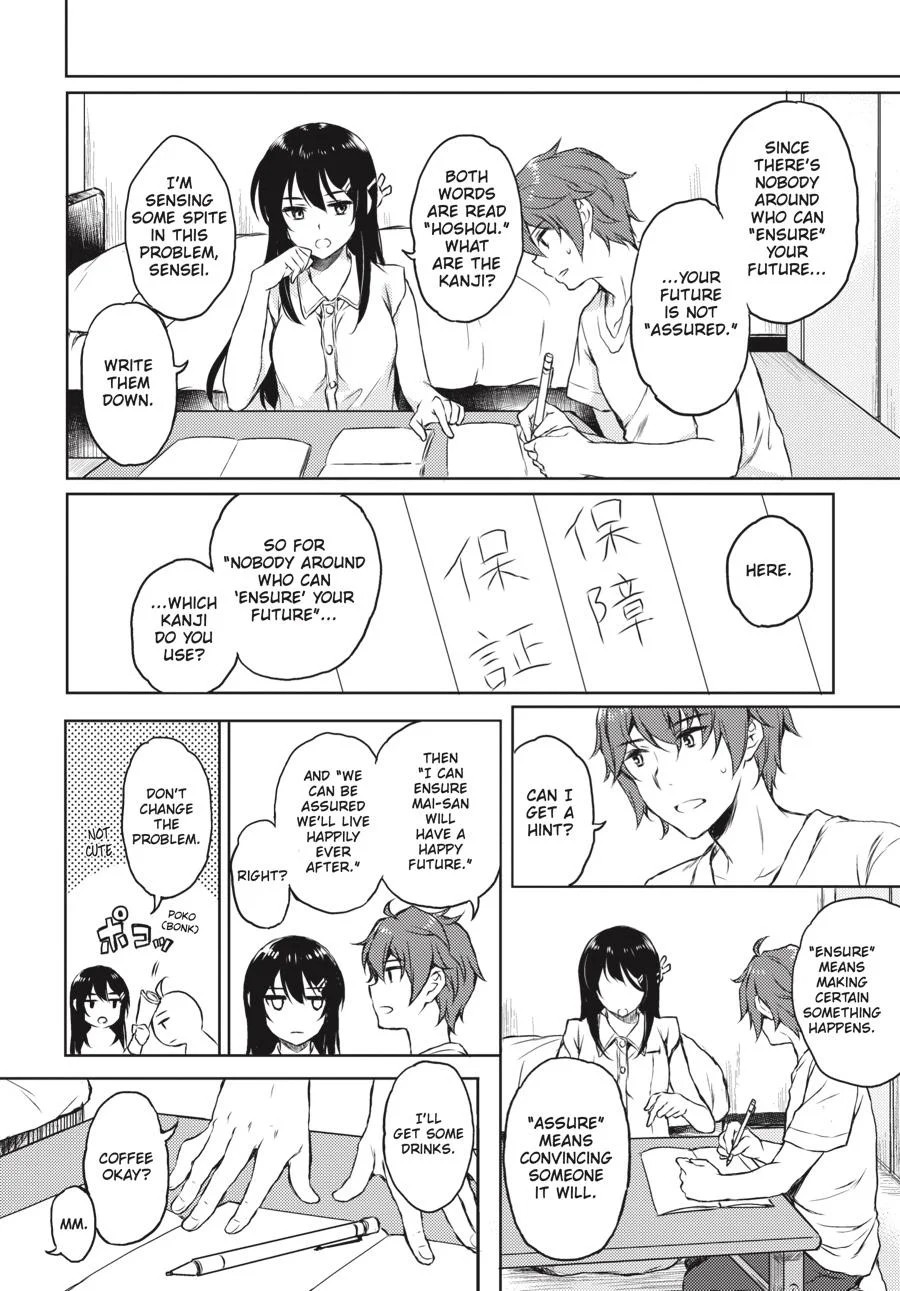 SINCE
THERE'S
NOBODY
AROUND
WHO CAN
"ENSURE"
YOUR
FUTURE...
...YOUR
FUTURE
IS NOT
"ASSURED."
BOTH
WORDS
ARE READ
"HOSHOU."
WHAT
ARE THE
KANJI?
I'M
SENSING
SOME SPITE
IN THIS
PROBLEM,
SENSEI.
WRITE
THEM
DOWN.
HERE.
保障
保証
SO FOR
"NOBODY AROUND
WHO CAN
'ENSURE' YOUR
FUTURE"...
...WHICH
KANJI
DO YOU
USE?
CAN I
GET A
HINT?
"ENSURE"
MEANS
MAKING
CERTAIN
SOMETHING
HAPPENS.
"ASSURE"
MEANS
CONVINCING
SOMEONE
IT WILL.
THEN
"I CAN
ENSURE
MAI-SAN
WILL
HAVE A
HAPPY
FUTURE."
AND "WE
CAN BE
ASSURED
WE'LL LIVE
HAPPILY
EVER
AFTER."
RIGHT?
DON'T
CHANGE
THE
PROBLEM.
NOT
CUTE.
POKO
(BONK)
ポコッ
I'LL
GET SOME
DRINKS.
COFFEE
OKAY?
MM.